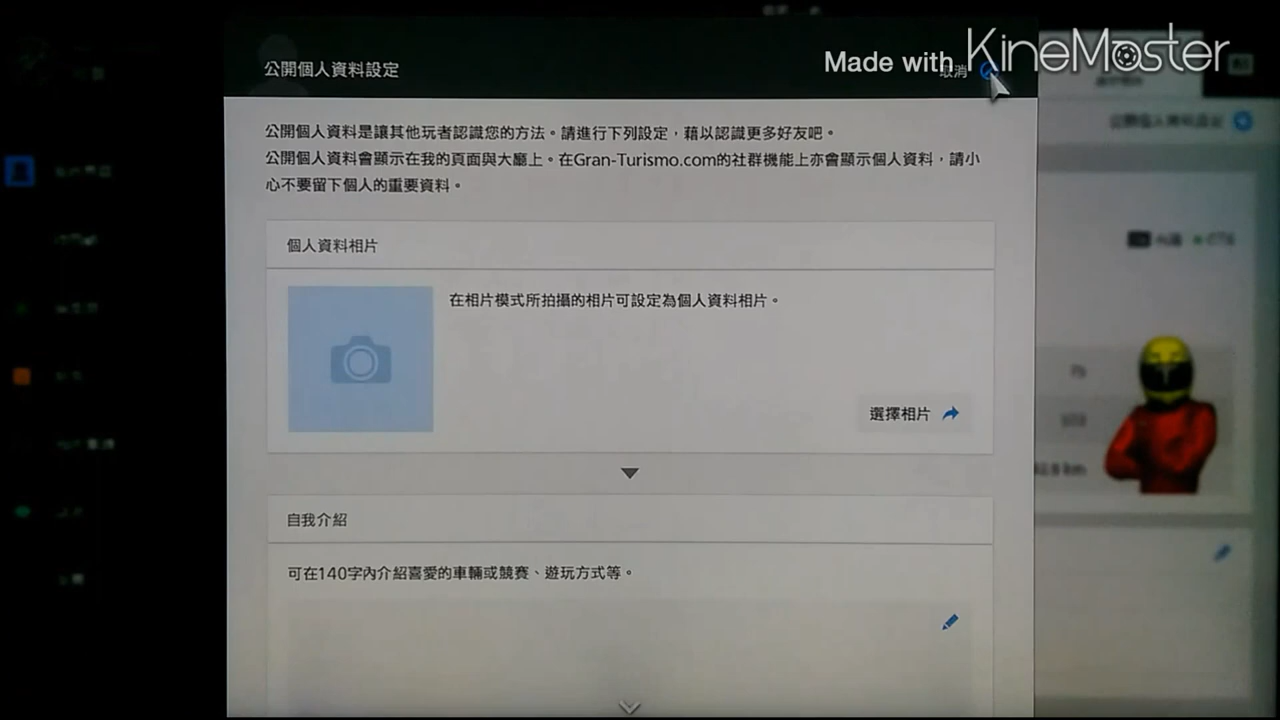 公開個人資料設定
取消
Made with KineMaster
公開個人資料是讓其他玩者認識您的方法。請進行下列設定，藉以認識更多好友吧。
公開個人資料會顯示在我的頁面與大廳上。在Gran-Turismo.com的社群機能上亦會顯示個人資料，請小
心不要留下個人的重要資料。
個人資料相片
在相片模式所拍攝的相片可設定為個人資料相片。
選擇相片
自我介紹
可在140字內介紹喜愛的車輛或競賽、遊玩方式等。